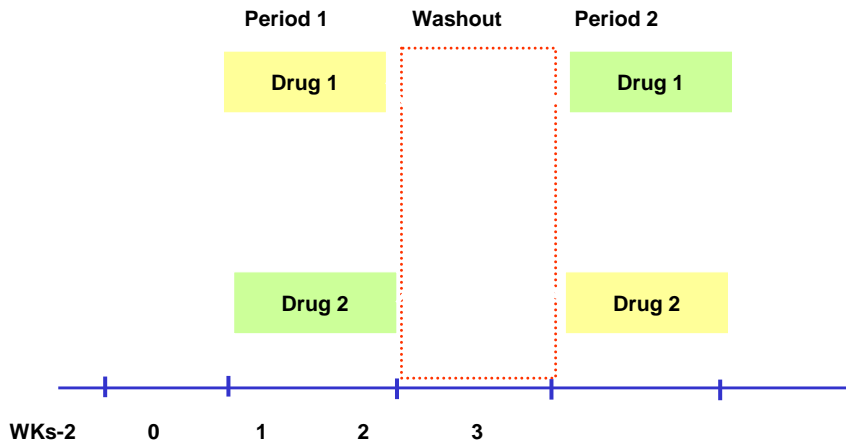 Period 1 Washout Period 2
Drug 1 Drug 1
Drug 2 Drug 2
WKs-2 0 1 2 3